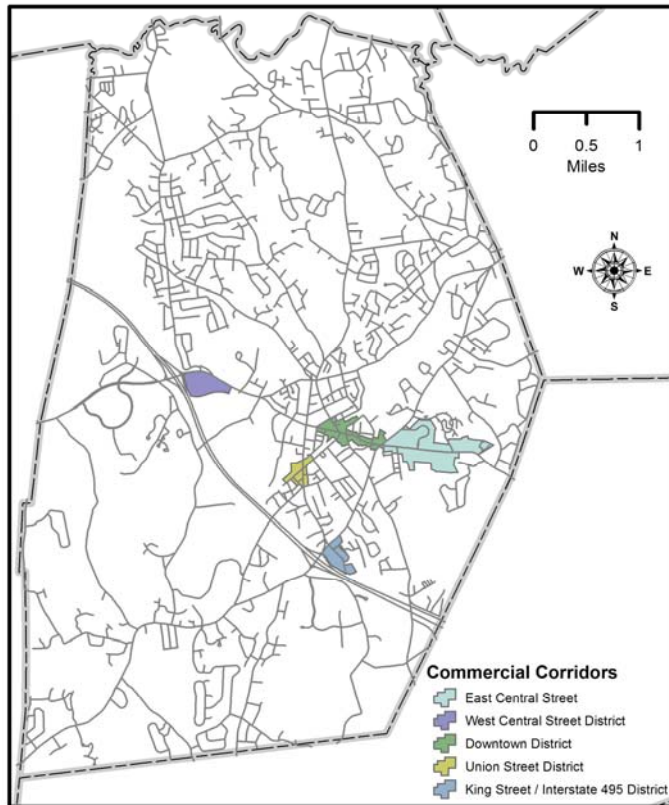 0 0.5 1
Miles
N
W E
S
Commercial Corridors
East Central Street
West Central Street District
Downtown District
Union Street District
King Street / Interstate 495 District